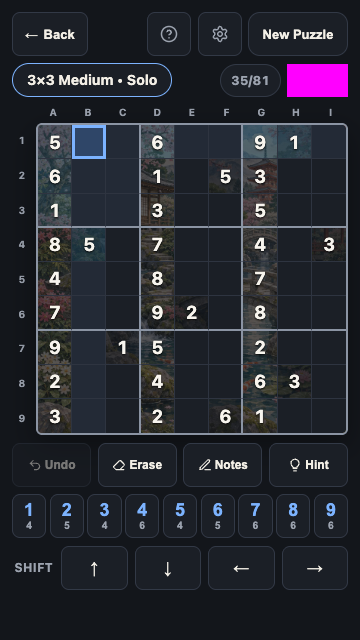 ← Back
New Puzzle
3×3 Medium • Solo
35/81
A B C D E F G H I
1 5 6 9 1
2 6 1 5 3
3 1 3 5
4 8 5 7 4 3
5 4 8 7
6 7 9 2 8
7 9 1 5 2
8 2 4 6 3
9 3 2 6 1
Undo
Erase
Notes
Hint
1 2 3 4 5 6 7 8 9
4 5 4 6 4 5 6 6 6
SHIFT ↑ ↓ ← →